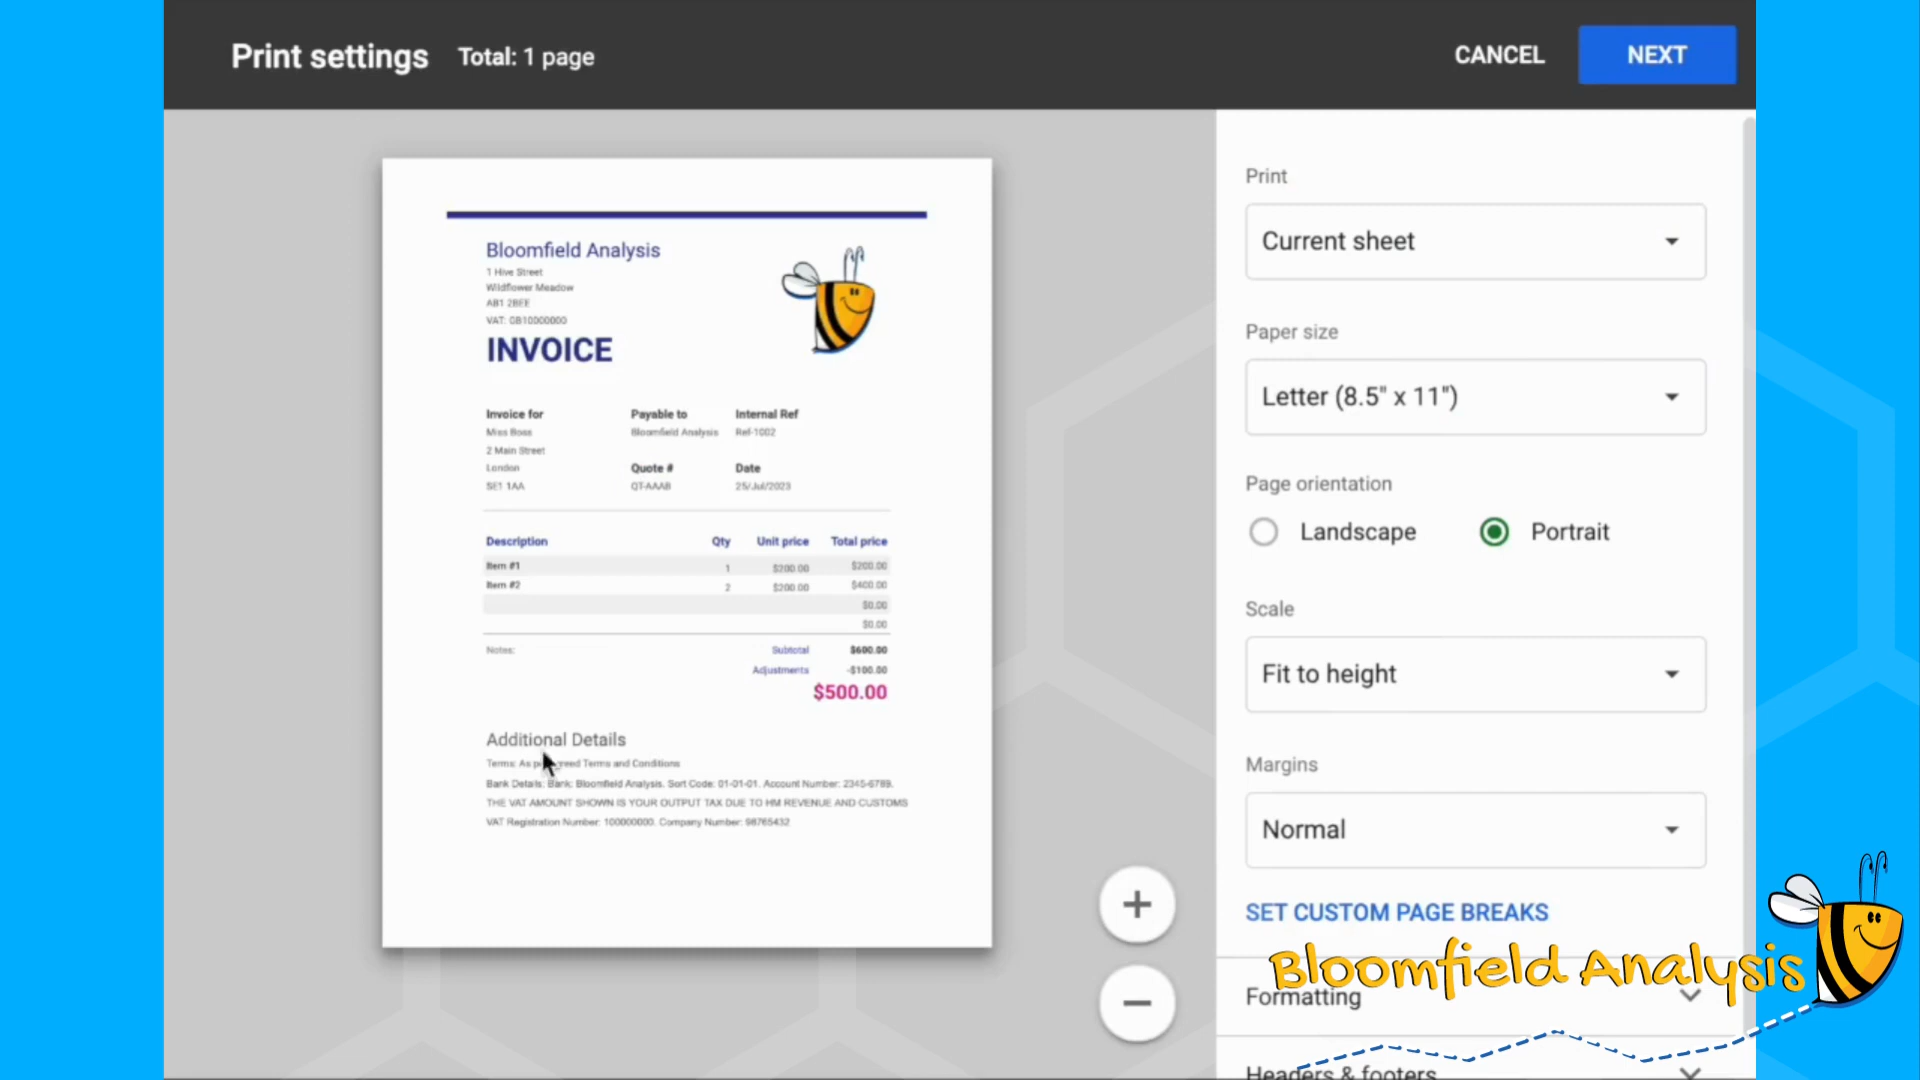 Print settings Total: 1 page CANCEL NEXT
Bloomfield Analysis
1 Hive Street
Wildflower Meadow
AB1 2BEE
VAT: GB10000000
INVOICE
Invoice for Payable to Internal Ref
Miss Boss Bloomfield Analysis Ref-1002
2 Main Street
London Quote # Date
SE1 1AA QT-AAAB 25/Jul/2023
Description Qty Unit price Total price
Item #1 1 $200.00 $200.00
Item #2 2 $200.00 $400.00
$0.00
$0.00
Notes: Subtotal $600.00
Adjustments -$100.00
$500.00
Additional Details
Terms: As p reed Terms and Conditions
Bank Details: Bank: Bloomfield Analysis. Sort Code: 01-01-01. Account Number: 2345-6789.
THE VAT AMOUNT SHOWN IS YOUR OUTPUT TAX DUE TO HM REVENUE AND CUSTOMS
VAT Registration Number: 100000000. Company Number: 98765432
Print
Current sheet
Paper size
Letter (8.5" x 11")
Page orientation
Landscape Portrait
Scale
Fit to height
Margins
Normal
SET CUSTOM PAGE BREAKS
Bloomfield Analysis
Formatting
Headers & footers